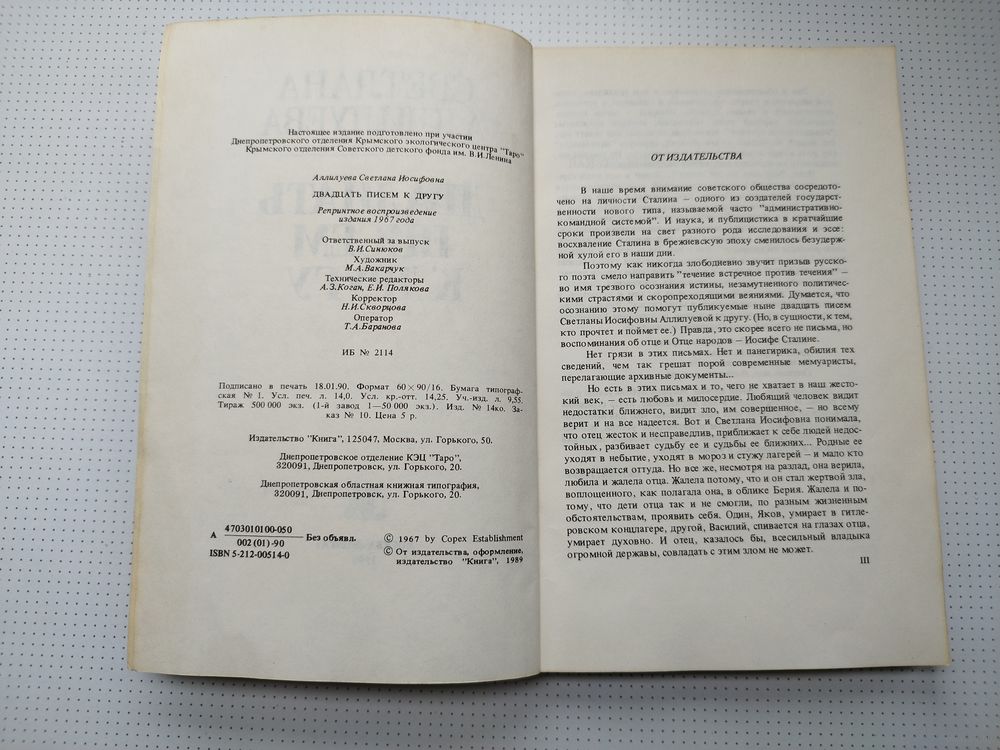 Настоящее издание подготовлено при участии
Днепропетровского отделения Крымского экологического центра "Таро"
Крымского отделения Советского детского фонда им. В.И.Ленина
Аллилуева Светлана Иосифовна
ДВАДЦАТЬ ПИСЕМ К ДРУГУ
Репринтное воспроизведение
издания 1967 года
Ответственный за выпуск
В.И.Синюков
Художник
М.А.Вакарчук
Технические редакторы
А.З.Коган, Е.И. Полякова
Корректор
Н.И.Скворцова
Оператор
Т.А.Баранова
ИБ № 2114
Подписано в печать 18.01.90. Формат 60 × 90/16. Бумага типограф-
ская № 1. Усл. печ. л. 14,0. Усл. кр.-отт. 14,25. Уч.-изд. л. 9,55.
Тираж 500 000 экз. (1-й завод 1—50 000 экз.). Изд. № 14ко. За-
каз № 10. Цена 5 р.
Издательство "Книга", 125047, Москва, ул. Горького, 50.
Днепропетровское отделение КЭЦ "Таро",
320091, Днепропетровск, ул. Горького, 20.
Днепропетровская областная книжная типография,
320091, Днепропетровск, ул. Горького, 20.
А 4703010100-050
002 (01) -90 Без объявл.
ISBN 5-212-00514-0
© 1967 by Copex Establishment
© От издательства, оформление,
издательство "Книга", 1989
ОТ ИЗДАТЕЛЬСТВА
В наше время внимание советского общества сосредото-
чено на личности Сталина — одного из создателей государст-
венности нового типа, называемой часто "административно-
командной системой". И наука, и публицистика в кратчайшие
сроки произвели на свет разного рода исследования и эссе:
восхваление Сталина в брежневскую эпоху сменилось безудерж-
ной хулой его в наши дни.
Поэтому как никогда злободневно звучит призыв русско-
го поэта смело направить "течение встречное против течения" —
во имя трезвого осознания истины, незамутненного политичес-
кими страстями и скоропреходящими веяниями. Думается, что
осознанию этому помогут публикуемые ныне двадцать писем
Светланы Иосифовны Аллилуевой к другу. (Но, в сущности, к тем,
кто прочтет и поймет ее.) Правда, это скорее всего не письма, но
воспоминания об отце и Отце народов — Иосифе Сталине.
Нет грязи в этих письмах. Нет и панегирика, обилия тех
сведений, чем так грешат порой современные мемуаристы,
перелагающие архивные документы...
Но есть в этих письмах и то, чего не хватает в наш жесто-
кий век, — есть любовь и милосердие. Любящий человек видит
недостатки ближнего, видит зло, им совершенное, — но всему
верит и на все надеется. Вот и Светлана Иосифовна понимала,
что отец жесток и несправедлив, приближает к себе людей недос-
тойных, разбивает судьбу ее и судьбы ее ближних... Родные ее
уходят в небытие, уходят в мороз и стужу лагерей — и мало кто
возвращается оттуда. Но все же, несмотря на разлад, она верила,
любила и жалела отца. Жалела потому, что и он стал жертвой зла,
воплощенного, как полагала она, в облике Берия. Жалела и по-
тому, что дети отца так и не смогли, по разным жизненным
обстоятельствам, проявить себя. Один, Яков, умирает в гитле-
ровском концлагере, другой, Василий, спивается на глазах отца,
умирает духовно. И отец, казалось бы, всесильный владыка
огромной державы, совладать с этим злом не может.
III